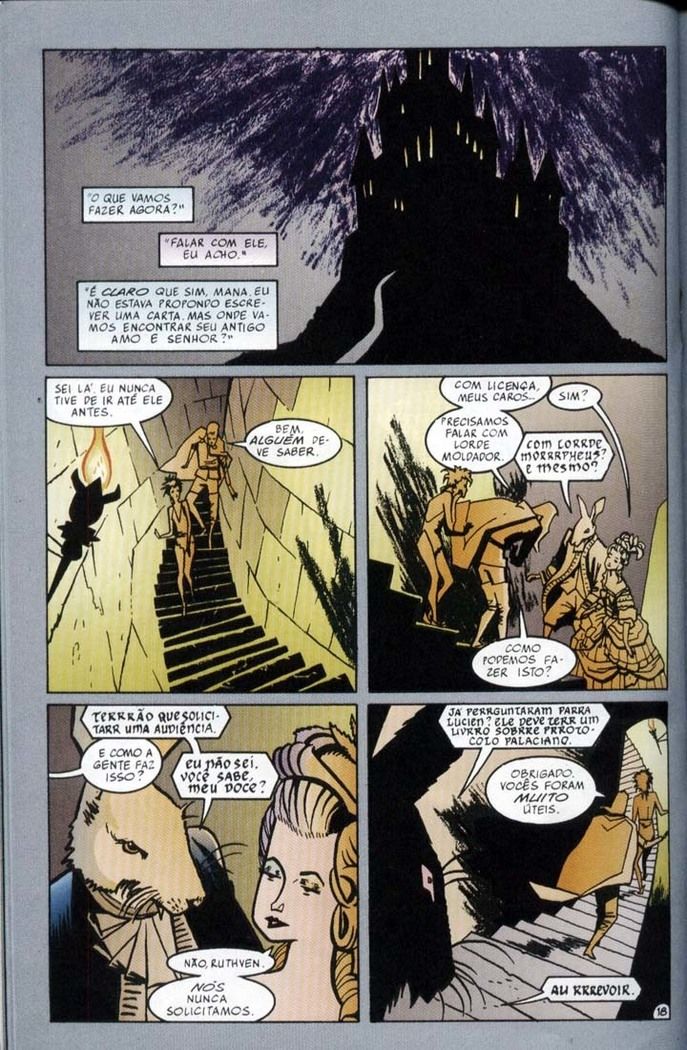 "O QUE VAMOS
FAZER AGORA?"
"FALAR COM ELE,
EU ACHO."
"É CLARO QUE SIM, MANA. EU
NÃO ESTAVA PROPONDO ESCRE-
VER UMA CARTA. MAS ONDE VA-
MOS ENCONTRAR SEU ANTIGO
AMO E SENHOR?"
SEI LÁ, EU NUNCA
TIVE DE IR ATÉ ELE
ANTES.
BEM,
ALGUÉM DE-
VE SABER.
COM LICENÇA,
MEUS CAROS...
PRECISAMOS
FALAR COM
LORDE
MOLDADOR.
SIM?
COM LORRDE
MORRRPHEUS?
E MESMO?
COMO
PODEMOS FA-
ZER ISTO?
TERRRÃO QUE SOLICI-
TARR UMA AUDIÊNCIA.
E COMO A
GENTE FAZ
ISSO?
EU NÃO SEI,
VOCÊ SABE,
MEU DOCE?
NÃO, RUTHVEN.
NÓS
NUNCA
SOLICITAMOS.
JÁ PERRGUNTARAM PARRA
LUCIEN? ELE DEVE TERR UM
LIVRO SOBRRE PRROTO-
COLO PALACIANO.
OBRIGADO.
VOCÊS FORAM
MUITO
ÚTEIS.
AU RRREVOIR.
18